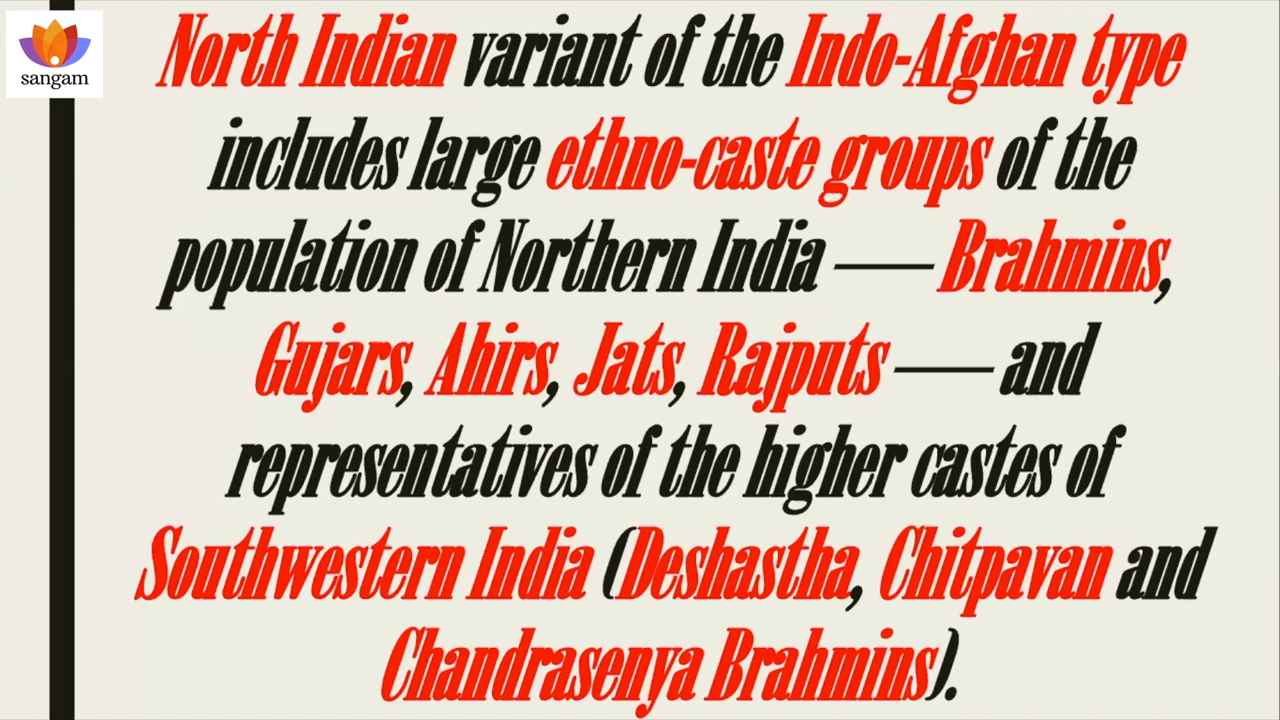 sangam
North Indian variant of the Indo-Afghan type
includes large ethno-caste groups of the
population of Northern India — Brahmins,
Gujars, Ahirs, Jats, Rajputs — and
representatives of the higher castes of
Southwestern India (Deshastha, Chitpavan and
Chandrasenya Brahmins).